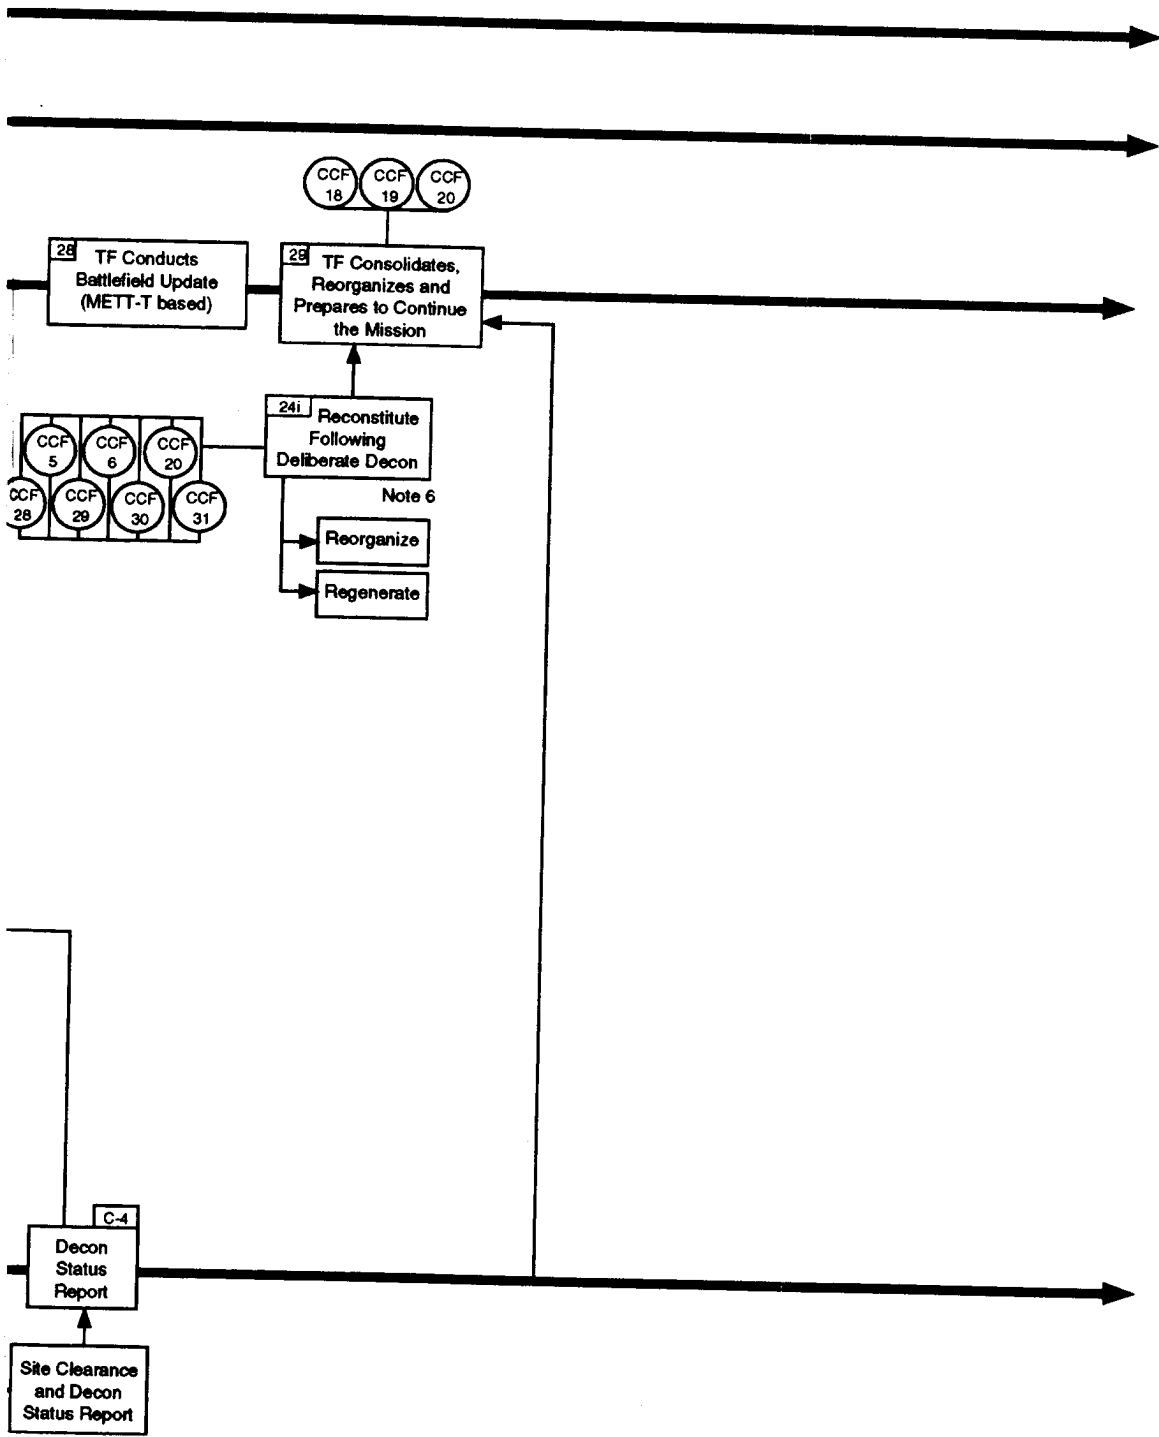 CCF
18
CCF
19
CCF
20
28
TF Conducts
Battlefield Update
(METT-T based)
29
TF Consolidates,
Reorganizes and
Prepares to Continue
the Mission
24i
Reconstitute
Following
Deliberate Decon
Note 6
CCF
5
CCF
6
CCF
20
CCF
28
CCF
29
CCF
30
CCF
31
Reorganize
Regenerate
C-4
Decon
Status
Report
Site Clearance
and Decon
Status Report